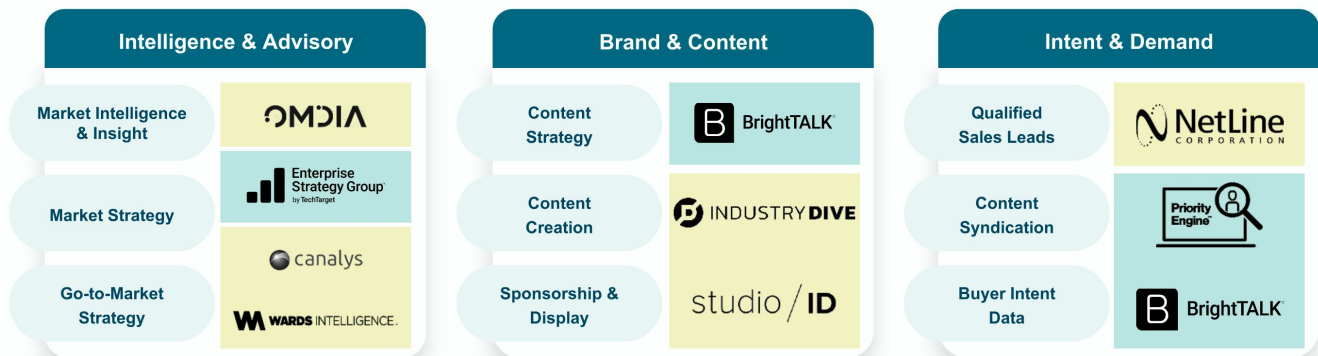 Intelligence & Advisory
Market Intelligence
& Insight
Market Strategy
Go-to-Market
Strategy
OMDIA
Enterprise
Strategy Group
by TechTarget
canalys
WARDS INTELLIGENCE.
Brand & Content
Content
Strategy
Content
Creation
Sponsorship &
Display
BrightTALK
INDUSTRY DIVE
studio / ID
Intent & Demand
Qualified
Sales Leads
Content
Syndication
Buyer Intent
Data
NetLine
CORPORATION
Priority
Engine™
BrightTALK